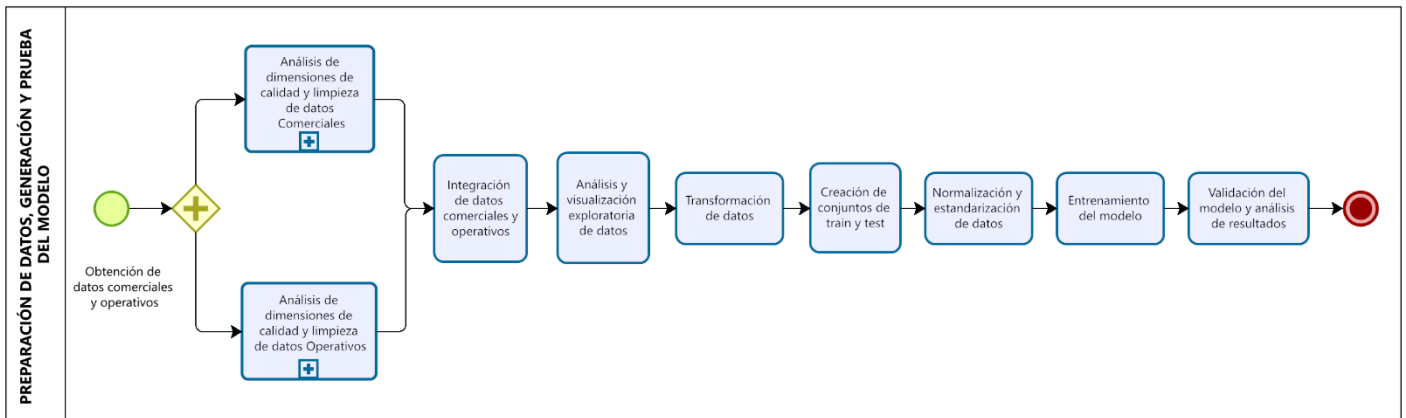 PREPARACIÓN DE DATOS, GENERACIÓN Y PRUEBA
DEL MODELO
Obtención de
datos comerciales
y operativos
Análisis de
dimensiones de
calidad y limpieza
de datos
Comerciales
Análisis de
dimensiones de
calidad y limpieza
de datos Operativos
Integración
de datos
comerciales y
operativos
Análisis y
visualización
exploratoria
de datos
Transformación
de datos
Creación de
conjuntos de
train y test
Normalización y
estandarización
de datos
Entrenamiento
del modelo
Validación del
modelo y análisis
de resultados